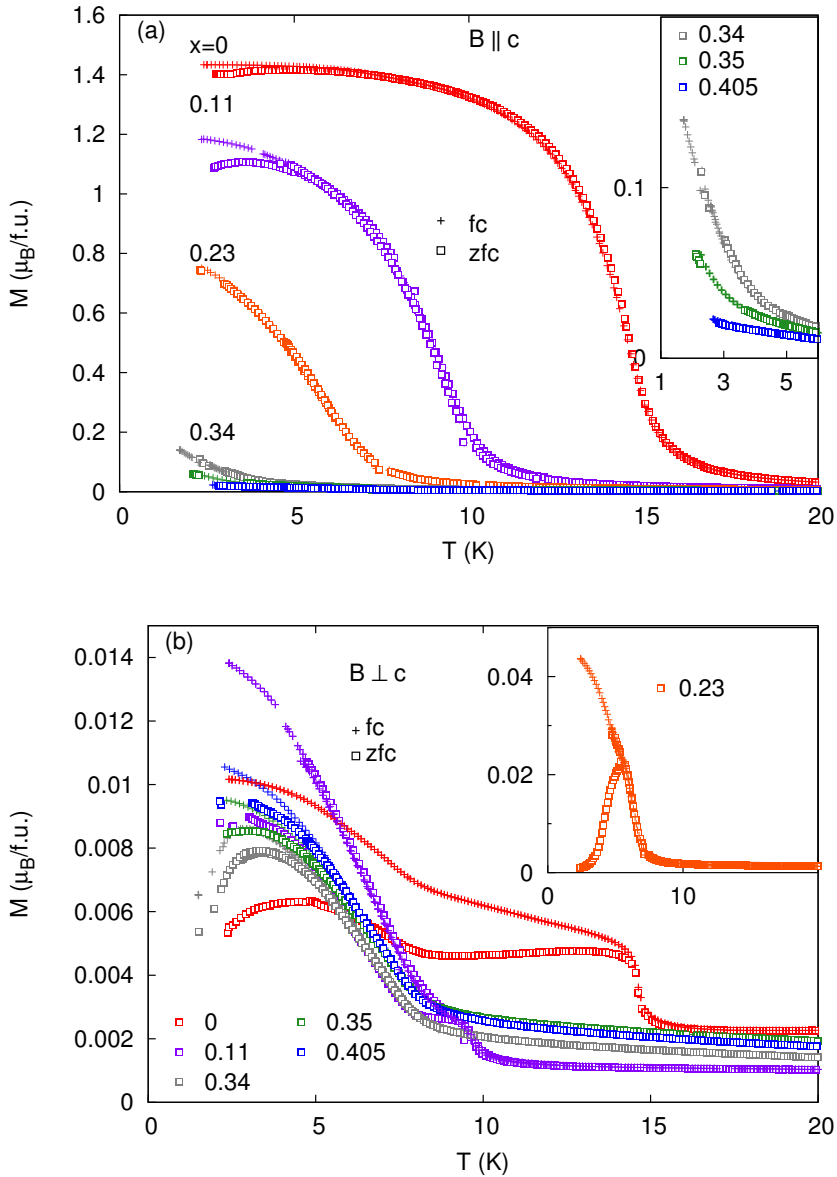 (a)
B ∥ c
x=0
0.11
0.23
0.34
+ fc
zfc
M (μB/f.u.)
1.6
1.4
1.2
1
0.8
0.6
0.4
0.2
0
0 5 10 15 20
T (K)
0.34
0.35
0.405
0.1
0
1 3 5
(b)
B ⊥ c
+ fc
zfc
M (μB/f.u.)
0.014
0.012
0.01
0.008
0.006
0.004
0.002
0
0 5 10 15 20
T (K)
0 0.35
0.11 0.405
0.34
0.23
0.04
0.02
0
10